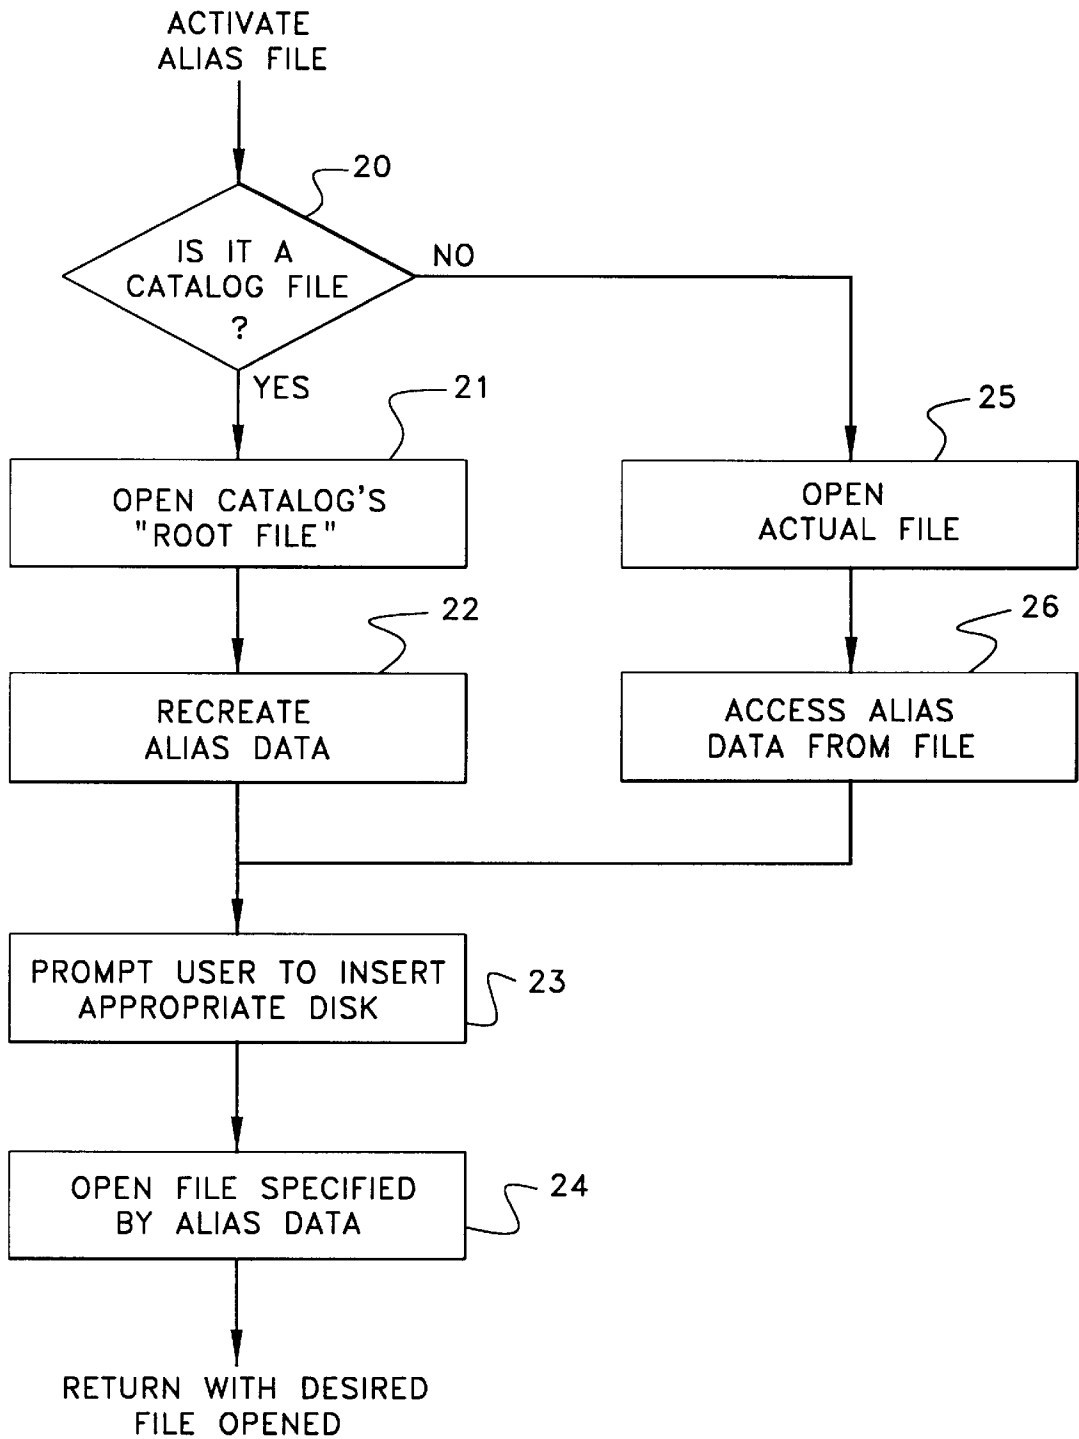 ACTIVATE
ALIAS FILE
20
IS IT A
CATALOG FILE
?
NO
YES
21
OPEN CATALOG'S
"ROOT FILE"
25
OPEN
ACTUAL FILE
22
RECREATE
ALIAS DATA
26
ACCESS ALIAS
DATA FROM FILE
PROMPT USER TO INSERT
APPROPRIATE DISK
23
OPEN FILE SPECIFIED
BY ALIAS DATA
24
RETURN WITH DESIRED
FILE OPENED